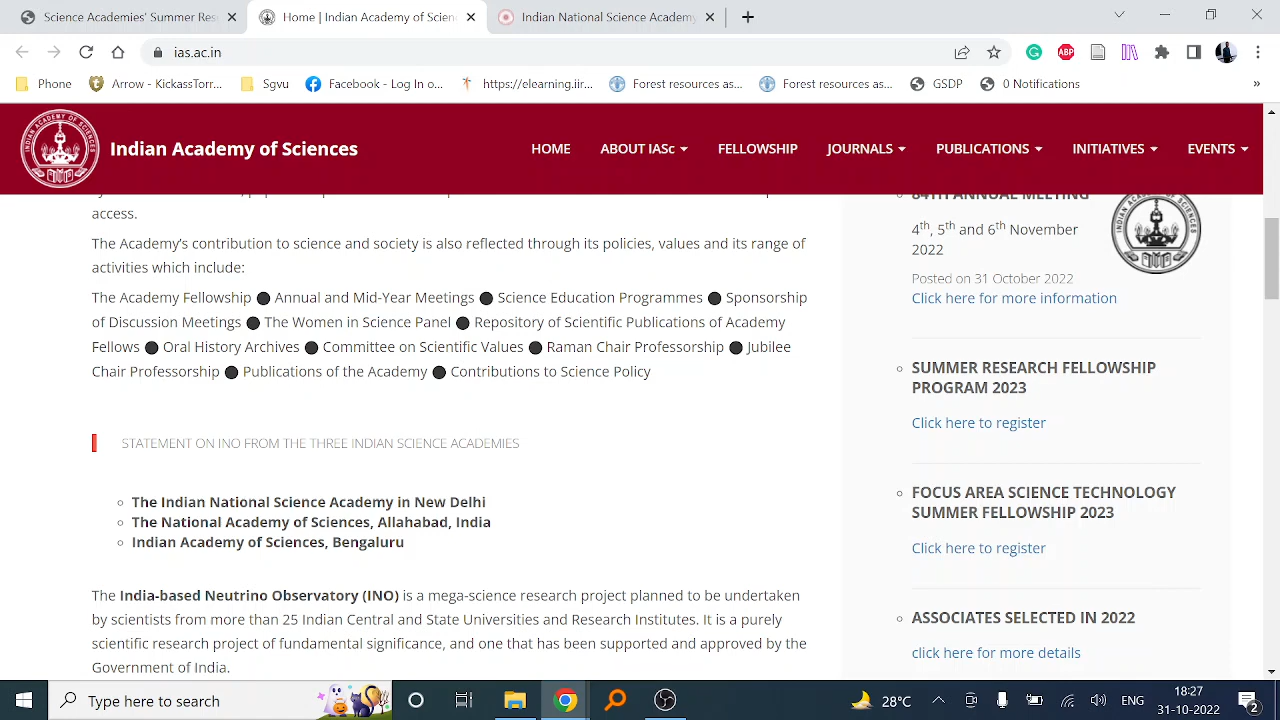 Science Academies' Summer Res
Home | Indian Academy of Scien
Indian National Science Academy
ias.ac.in
ABP
Phone
Arrow - KickassTorr...
Sgvu
Facebook - Log In o...
https://elearning.iir...
Forest resources as...
Forest resources as...
GSDP
0 Notifications
»
Indian Academy of Sciences
HOME
ABOUT IASc
FELLOWSHIP
JOURNALS
PUBLICATIONS
INITIATIVES
EVENTS
access.
The Academy's contribution to science and society is also reflected through its policies, values and its range of
activities which include:
The Academy Fellowship ● Annual and Mid-Year Meetings ● Science Education Programmes ● Sponsorship
of Discussion Meetings ● The Women in Science Panel ● Repository of Scientific Publications of Academy
Fellows ● Oral History Archives ● Committee on Scientific Values ● Raman Chair Professorship ● Jubilee
Chair Professorship ● Publications of the Academy ● Contributions to Science Policy
STATEMENT ON INO FROM THE THREE INDIAN SCIENCE ACADEMIES
The Indian National Science Academy in New Delhi
The National Academy of Sciences, Allahabad, India
Indian Academy of Sciences, Bengaluru
The India-based Neutrino Observatory (INO) is a mega-science research project planned to be undertaken
by scientists from more than 25 Indian Central and State Universities and Research Institutes. It is a purely
scientific research project of fundamental significance, and one that has been supported and approved by the
Government of India.
84TH ANNUAL MEETING
4th, 5th and 6th November
2022
Posted on 31 October 2022
Click here for more information
INDIAN ACADEMY OF SCIENCES
SUMMER RESEARCH FELLOWSHIP
PROGRAM 2023
Click here to register
FOCUS AREA SCIENCE TECHNOLOGY
SUMMER FELLOWSHIP 2023
Click here to register
ASSOCIATES SELECTED IN 2022
click here for more details
Type here to search
28°C
ENG
18:27
31-10-2022
2